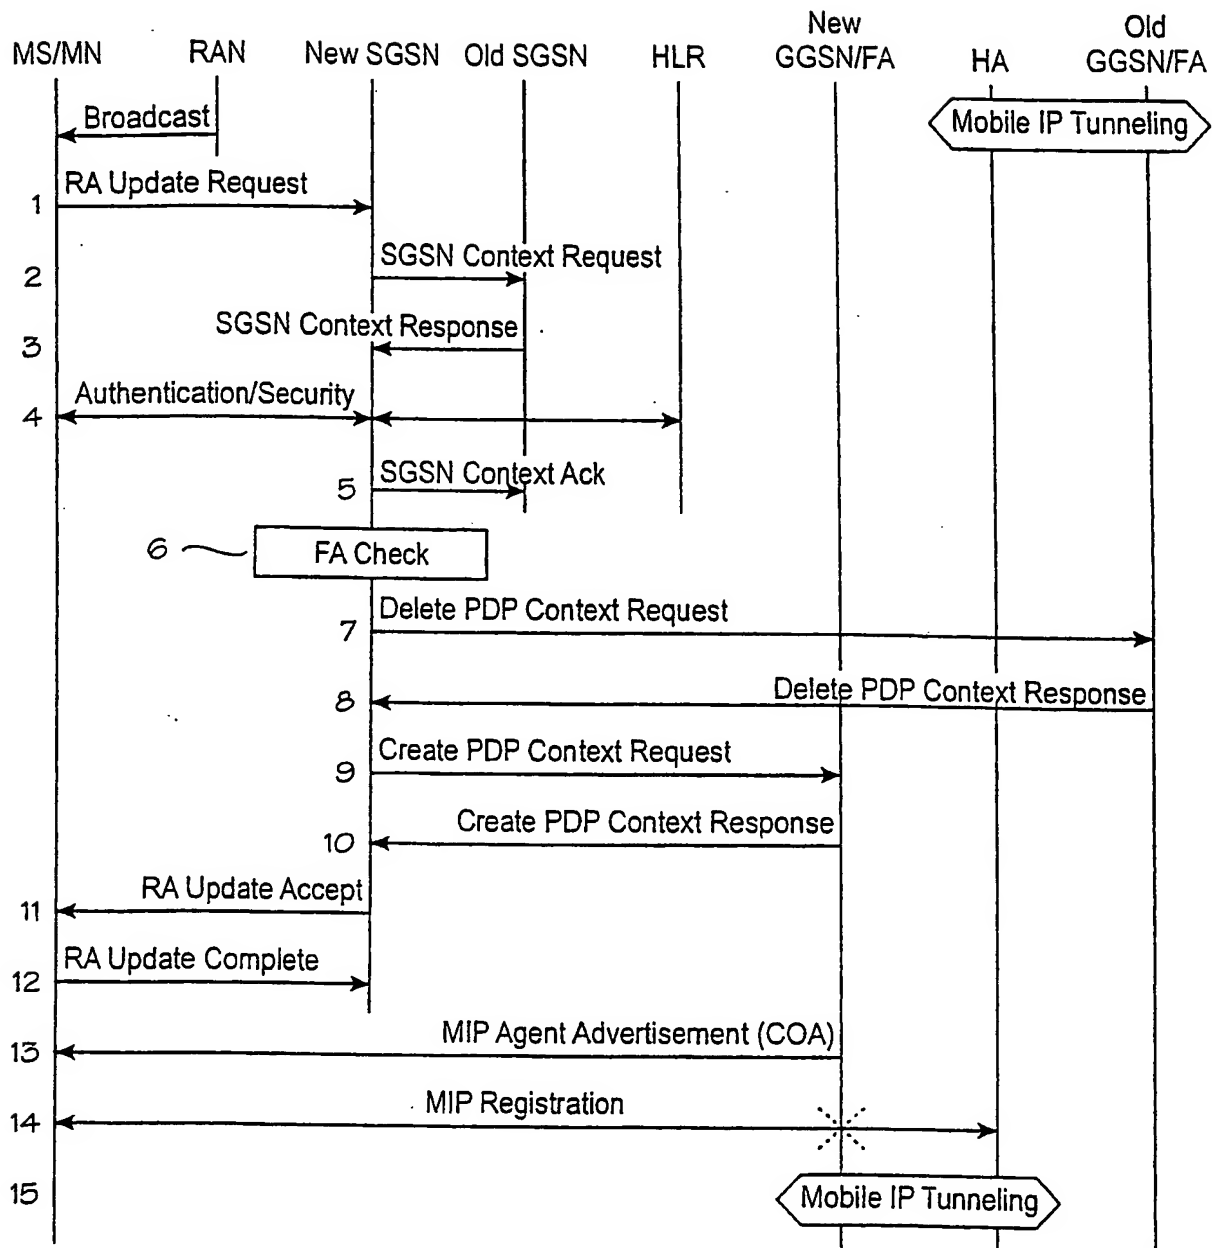 MS/MN
RAN
New SGSN
Old SGSN
HLR
New
GGSN/FA
HA
Old
GGSN/FA
Broadcast
Mobile IP Tunneling
1
RA Update Request
2
SGSN Context Request
3
SGSN Context Response
4
Authentication/Security
5
SGSN Context Ack
6
FA Check
7
Delete PDP Context Request
8
Delete PDP Context Response
9
Create PDP Context Request
10
Create PDP Context Response
11
RA Update Accept
12
RA Update Complete
13
MIP Agent Advertisement (COA)
14
MIP Registration
15
Mobile IP Tunneling